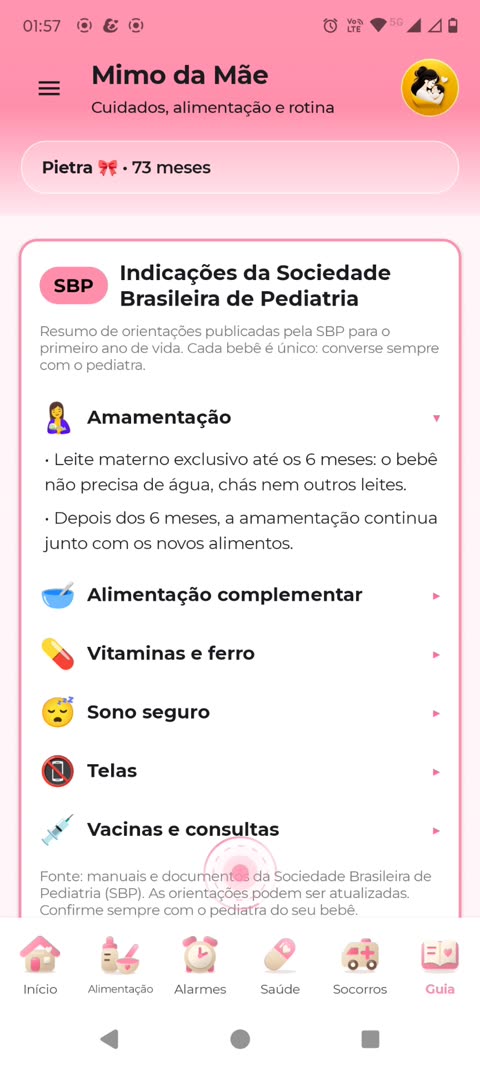 01:57
Vo)) LTE
5G
Mimo da Mãe
Cuidados, alimentação e rotina
Pietra 🎀 • 73 meses
SBP
Indicações da Sociedade
Brasileira de Pediatria
Resumo de orientações publicadas pela SBP para o
primeiro ano de vida. Cada bebê é único: converse sempre
com o pediatra.
Amamentação
• Leite materno exclusivo até os 6 meses: o bebê
não precisa de água, chás nem outros leites.
• Depois dos 6 meses, a amamentação continua
junto com os novos alimentos.
Alimentação complementar
Vitaminas e ferro
Sono seguro
Telas
Vacinas e consultas
Fonte: manuais e documentos da Sociedade Brasileira de
Pediatria (SBP). As orientações podem ser atualizadas.
Confirme sempre com o pediatra do seu bebê.
Início
Alimentação
Alarmes
Saúde
Socorros
Guia